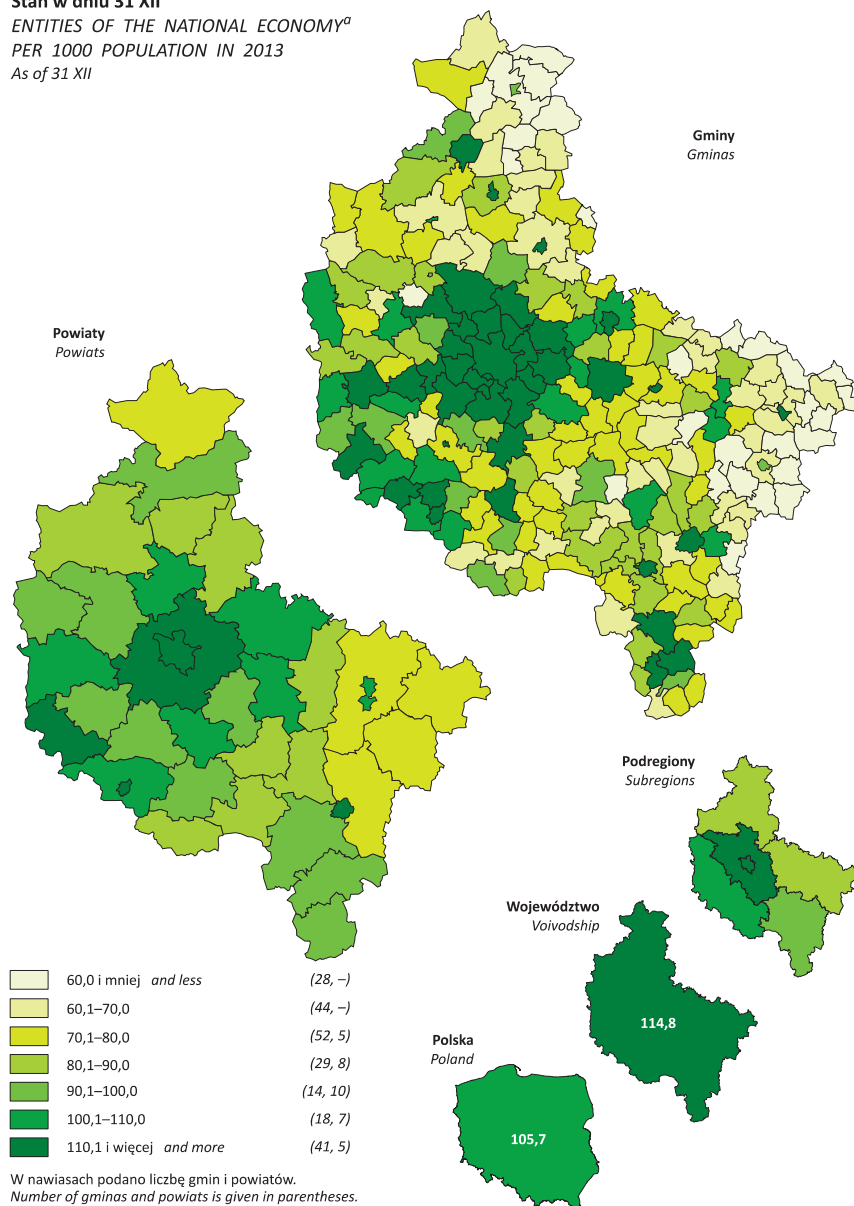 Stan w dniu 31 XII
ENTITIES OF THE NATIONAL ECONOMYa
PER 1000 POPULATION IN 2013
As of 31 XII
Gminy
Gminas
Powiaty
Powiats
Podregiony
Subregions
Województwo
Voivodship
114,8
Polska
Poland
105,7
60,0 i mniej and less (28, –)
60,1–70,0 (44, –)
70,1–80,0 (52, 5)
80,1–90,0 (29, 8)
90,1–100,0 (14, 10)
100,1–110,0 (18, 7)
110,1 i więcej and more (41, 5)
W nawiasach podano liczbę gmin i powiatów.
Number of gminas and powiats is given in parentheses.